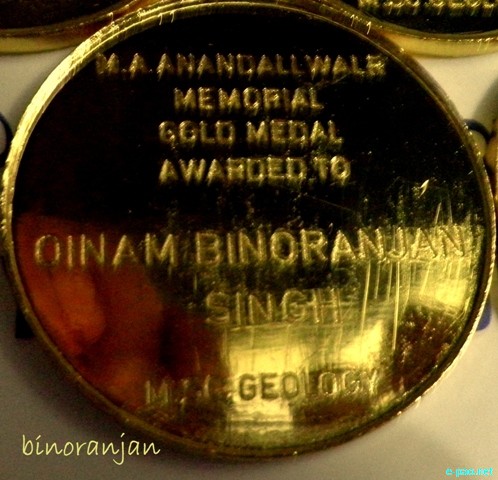 M.A ANANDALLWALR
MEMORIAL
GOLD MEDAL
AWARDED TO
OINAM BINORANJAN
SINGH
GEOLOGY
binoranjan